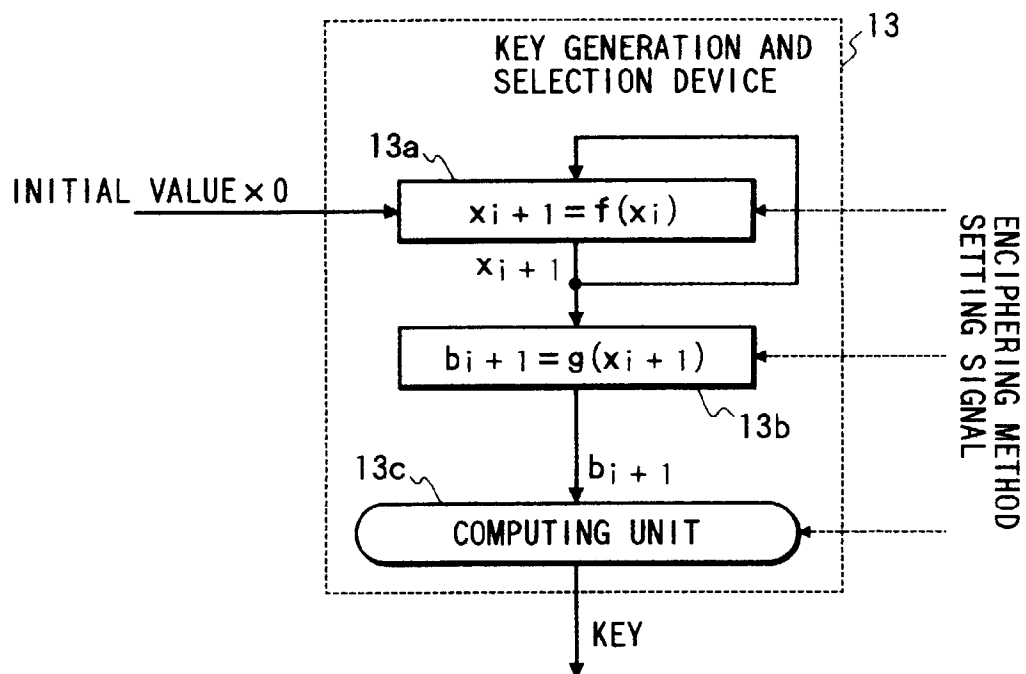 13
KEY GENERATION AND
SELECTION DEVICE
13a
INITIAL VALUE × 0
xi + 1 = f (xi)
xi + 1
bi + 1 = g (xi + 1)
13b
bi + 1
13c
COMPUTING UNIT
KEY
ENCIPHERING METHOD
SETTING SIGNAL